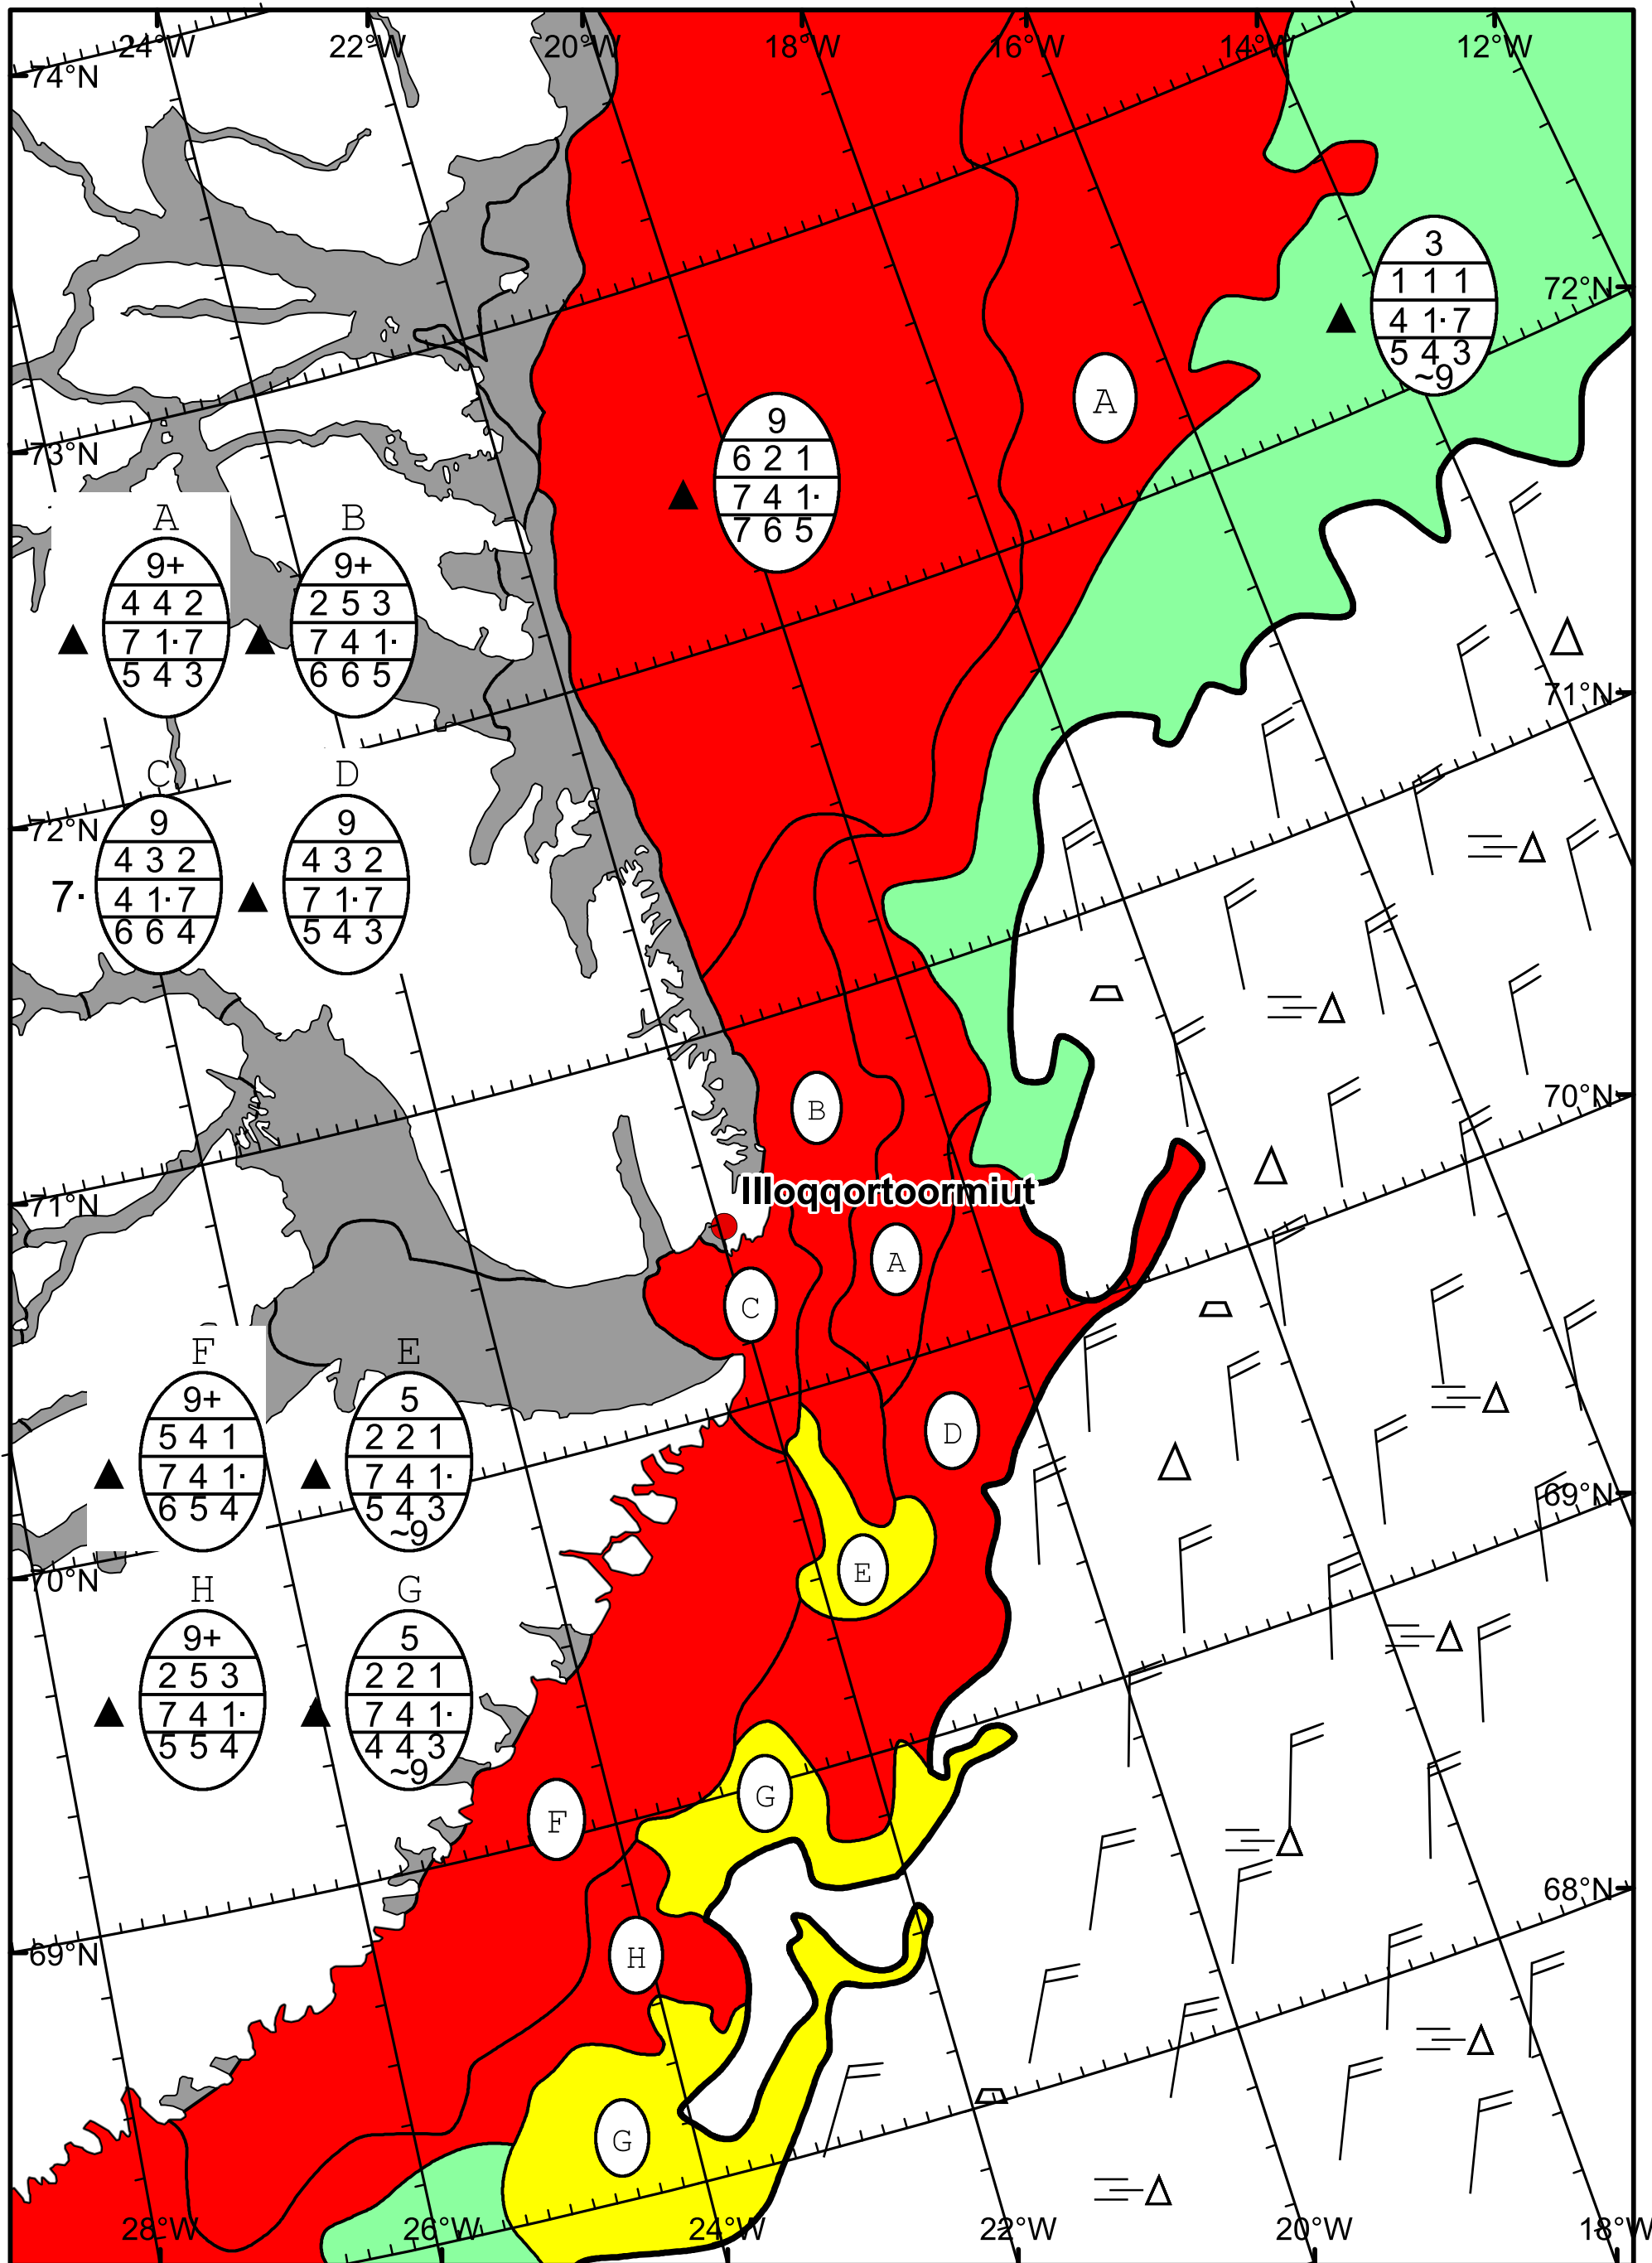 24°W 22°W 20°W 18°W 16°W 14°W 12°W
74°N
3
1 1 1
4 1· 7
5 4 3
~9
72°N
A
9
6 2 1
7 4 1·
7 6 5
73°N
A B
9+ 9+
4 4 2 2 5 3
7 1· 7 7 4 1·
5 4 3 6 6 5
71°N
C D
72°N
9 9
4 3 2 4 3 2
7· 4 1· 7 7 1· 7
6 6 4 5 4 3
70°N
B
Illoqqortoormiut
71°N
A
C
F E
9+ 5
5 4 1 2 2 1
7 4 1· 7 4 1·
6 5 4 5 4 3
~9
D
69°N
E
70°N
H G
9+ 5
2 5 3 2 2 1
7 4 1· 7 4 1·
5 5 4 4 4 3
~9
G
F
68°N
69°N
H
G
28°W 26°W 24°W 22°W 20°W 18°W